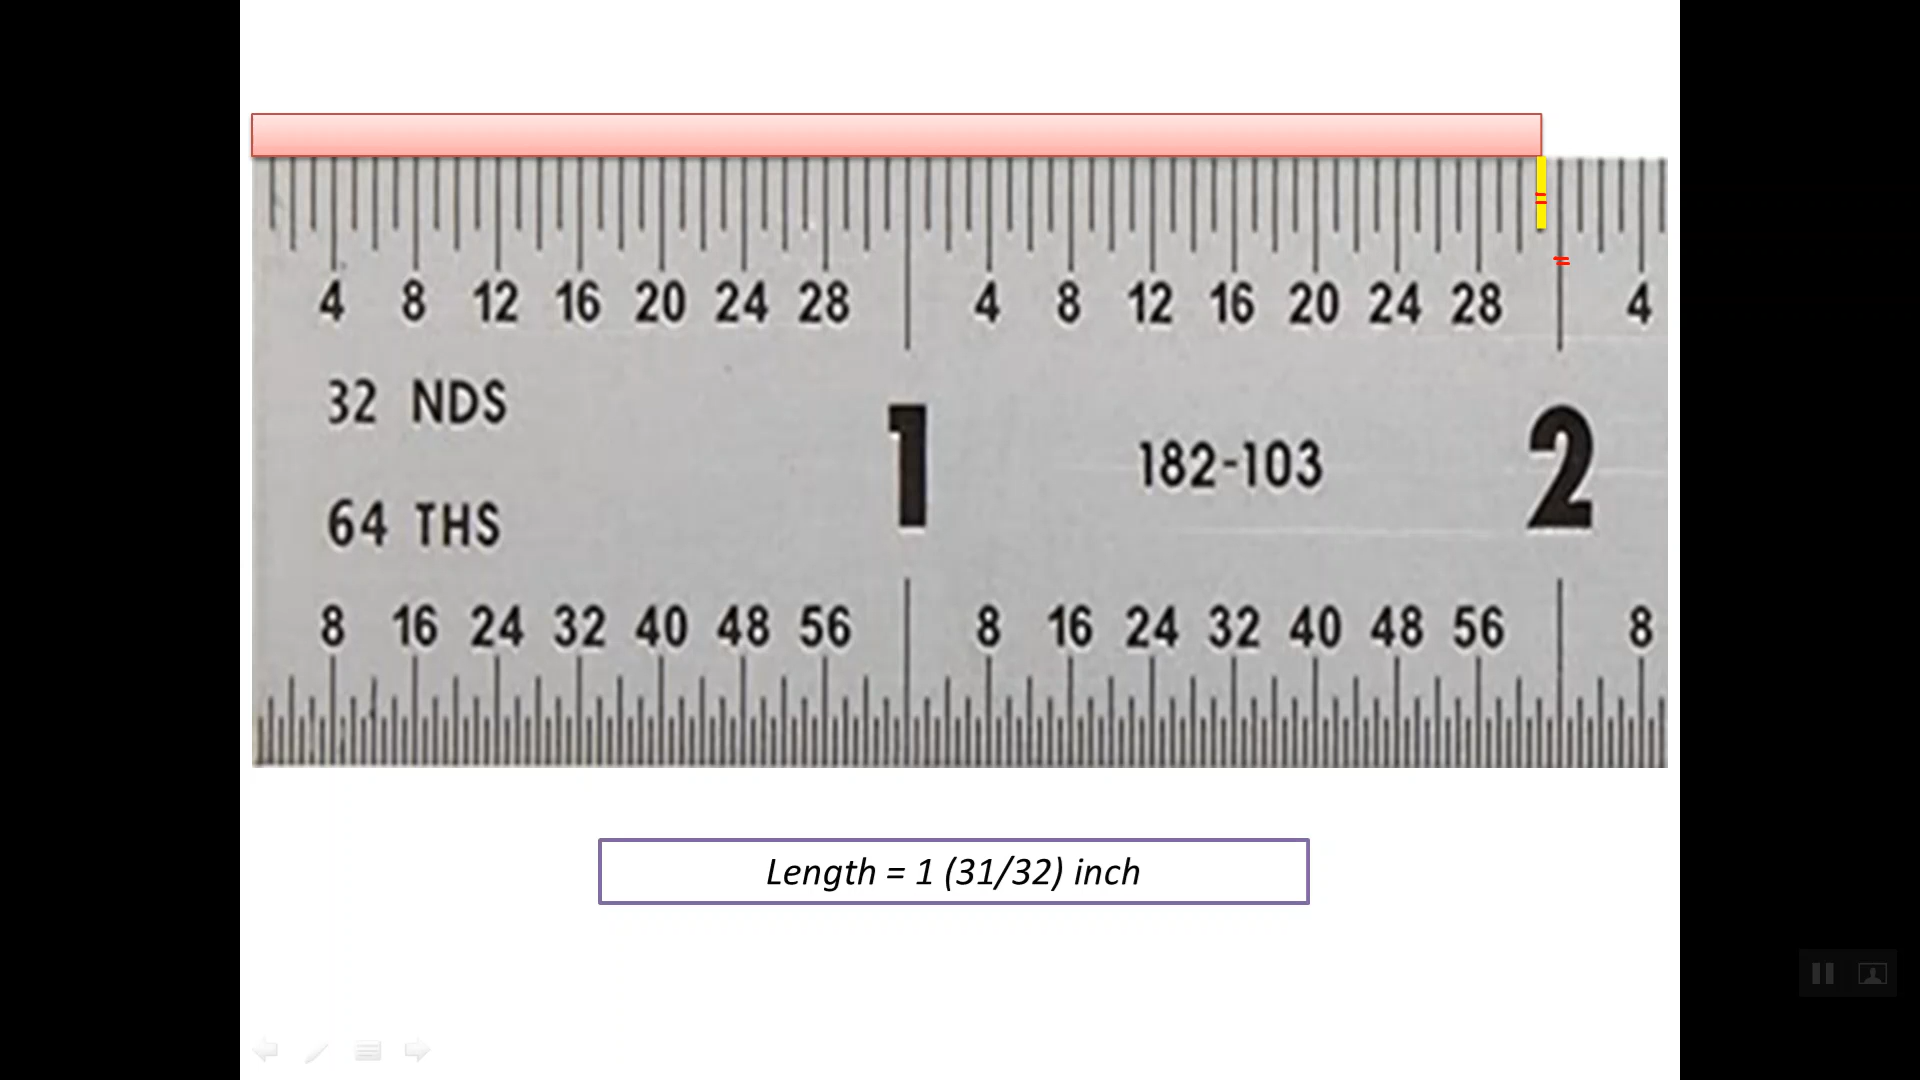 4 8 12 16 20 24 28 4 8 12 16 20 24 28 4
32 NDS
1 182-103 2
64 THS
8 16 24 32 40 48 56 8 16 24 32 40 48 56 8
Length = 1 (31/32) inch